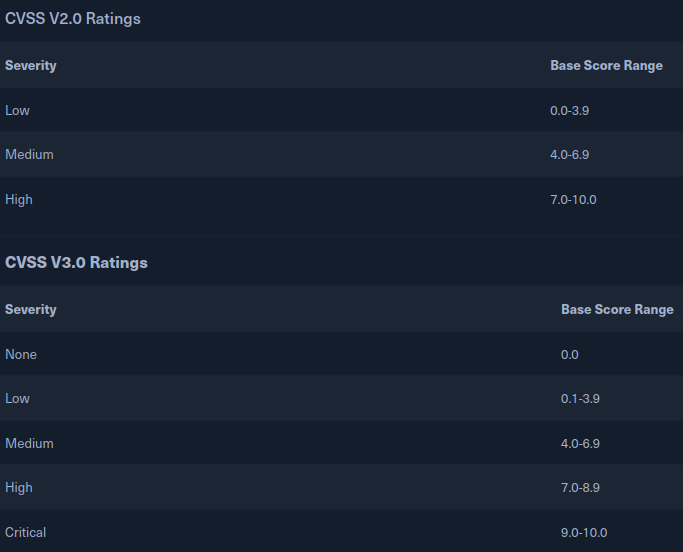 CVSS V2.0 Ratings
Severity Base Score Range
Low 0.0-3.9
Medium 4.0-6.9
High 7.0-10.0
CVSS V3.0 Ratings
Severity Base Score Range
None 0.0
Low 0.1-3.9
Medium 4.0-6.9
High 7.0-8.9
Critical 9.0-10.0